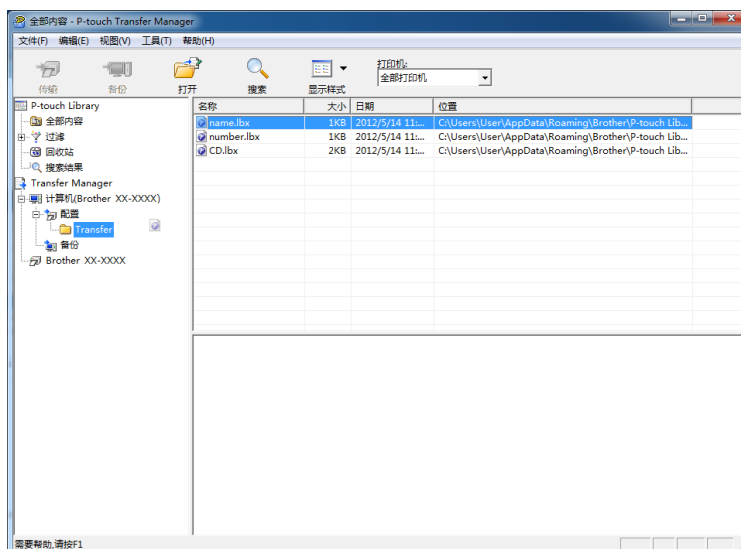 全部内容 - P-touch Transfer Manager
文件(F) 编辑(E) 视图(V) 工具(T) 帮助(H)
打印机:
全部打印机
传输 备份 打开 搜索 显示样式
P-touch Library
全部内容
过滤
回收站
搜索结果
Transfer Manager
计算机(Brother XX-XXXX)
配置
Transfer
备份
Brother XX-XXXX
名称 大小 日期 位置
name.lbx 1KB 2012/5/14 11:... C:\Users\User\AppData\Roaming\Brother\P-touch Lib...
number.lbx 1KB 2012/5/14 11:... C:\Users\User\AppData\Roaming\Brother\P-touch Lib...
CD.lbx 2KB 2012/5/14 11:... C:\Users\User\AppData\Roaming\Brother\P-touch Lib...
需要帮助,请按F1